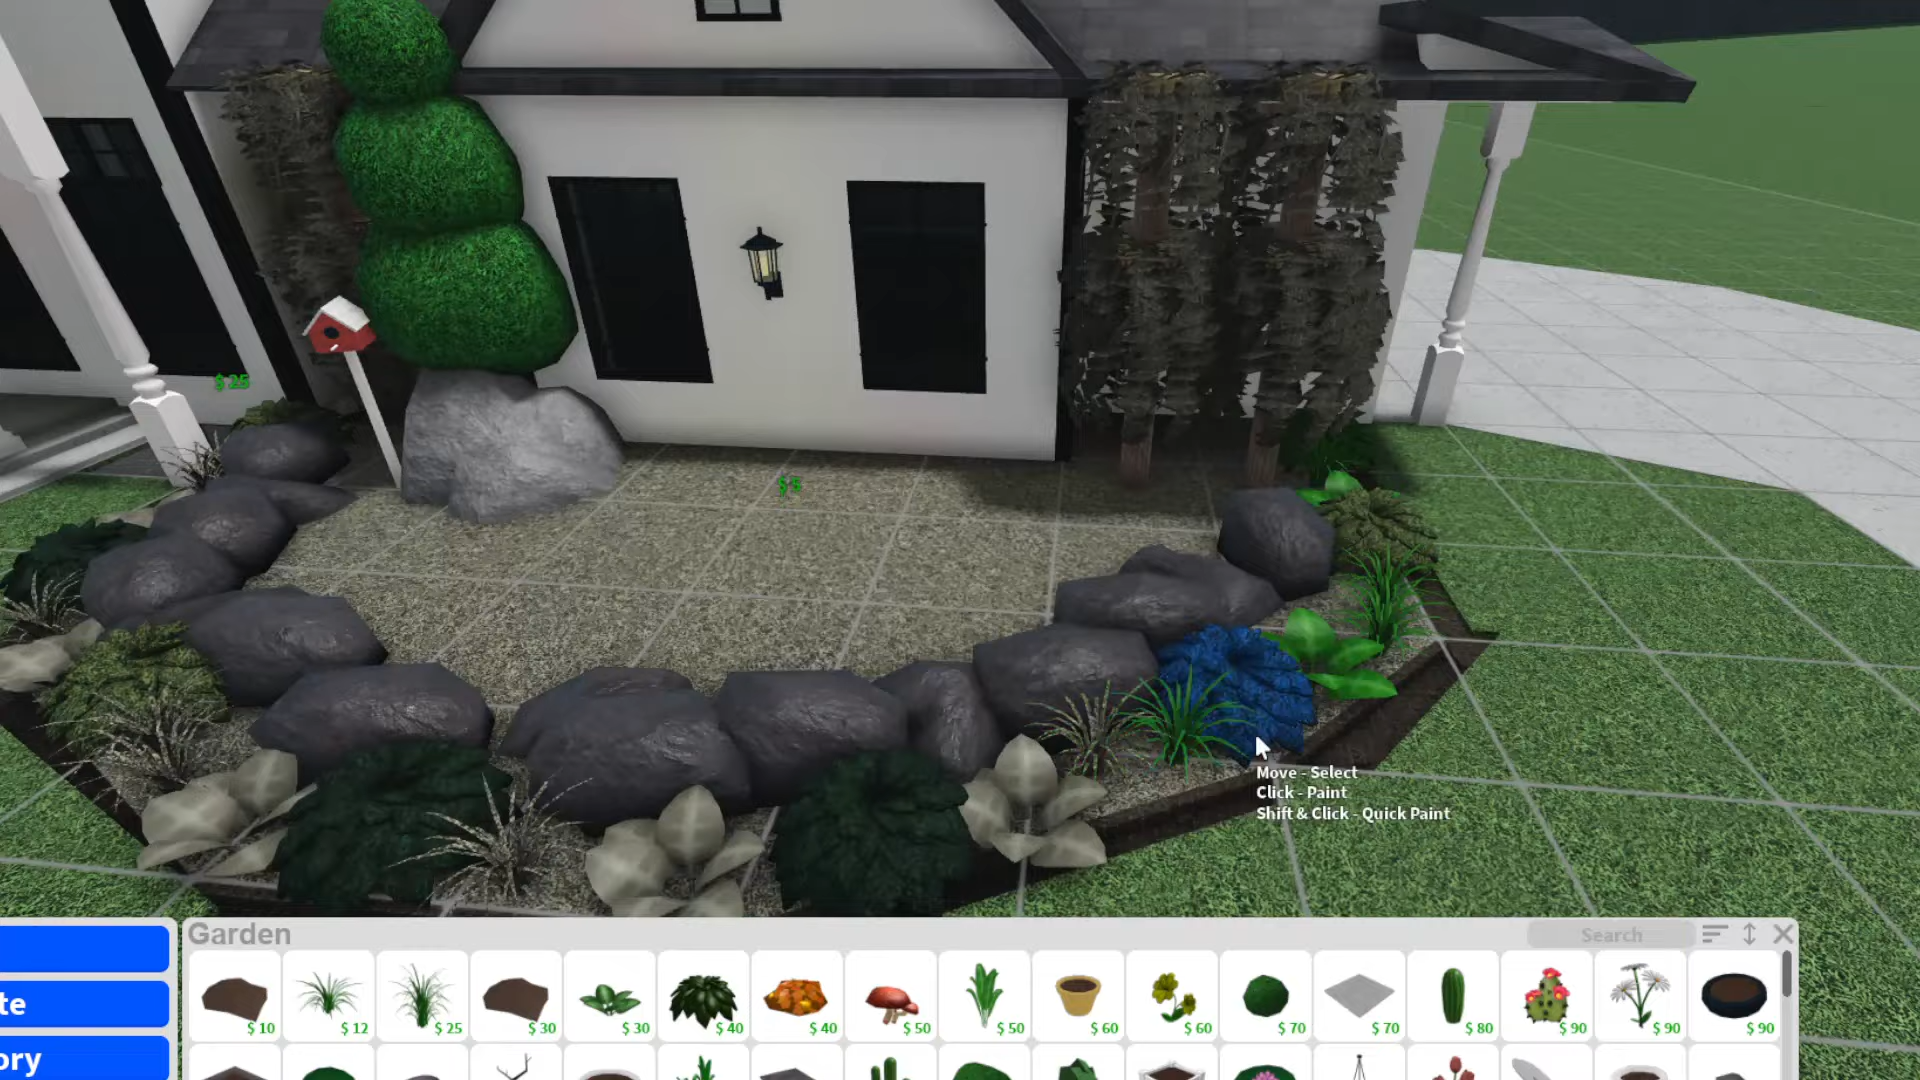 $ 25
$ 5
Move - Select
Click - Paint
Shift & Click - Quick Paint
Garden
Search
te
ory
$ 10 $ 12 $ 25 $ 30 $ 30 $ 40 $ 40 $ 50 $ 50 $ 60 $ 60 $ 70 $ 70 $ 80 $ 90 $ 90 $ 90